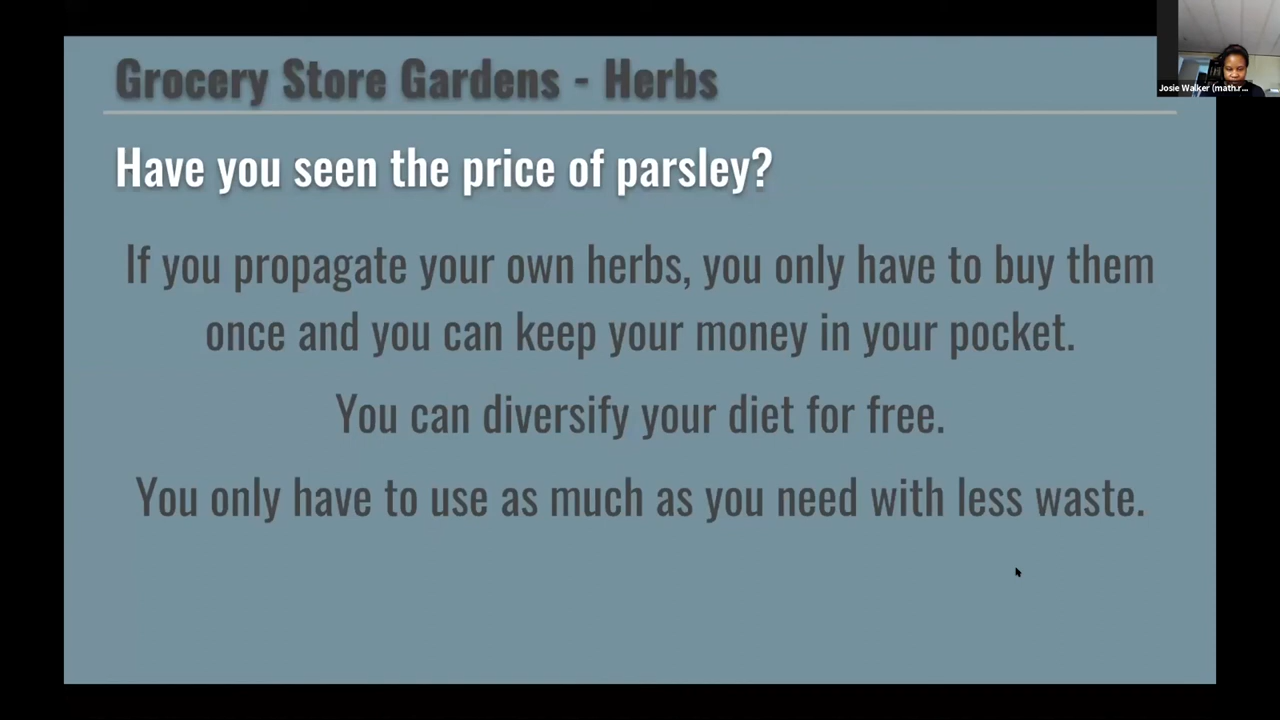 Grocery Store Gardens - Herbs
Josie Walker (math.r...
Have you seen the price of parsley?
If you propagate your own herbs, you only have to buy them
once and you can keep your money in your pocket.
You can diversify your diet for free.
You only have to use as much as you need with less waste.